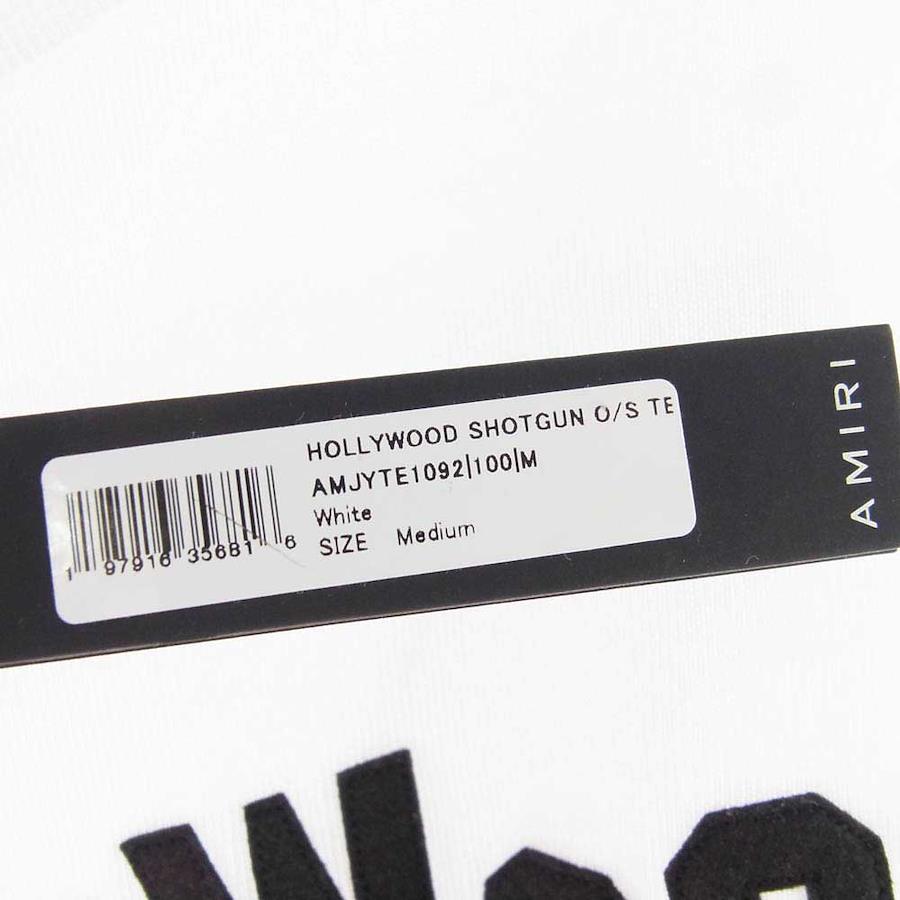 HOLLYWOOD SHOTGUN O/S TE
AMJYTE1092|100|M
White
SIZE Medium
1 97916 35681 6
AMIRI